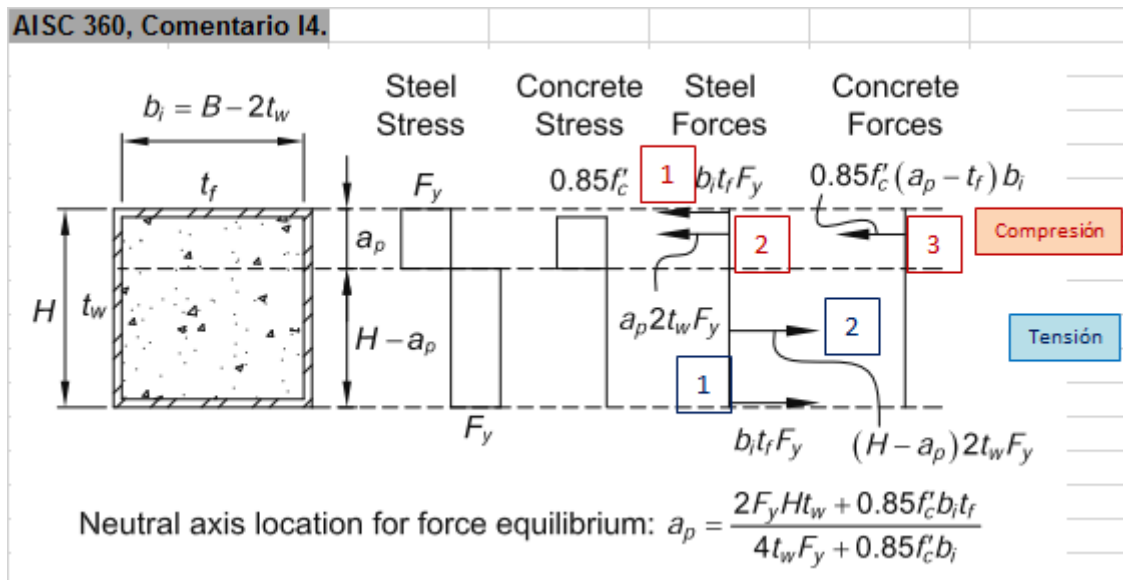 AISC 360, Comentario I4.
Steel Stress
Concrete Stress
Steel Forces
Concrete Forces
b_i = B − 2t_w
t_f
F_y
0.85f'_c
1
b_i t_f F_y
0.85f'_c (a_p − t_f) b_i
a_p
2
3
Compresión
H
t_w
H − a_p
a_p 2t_w F_y
2
Tensión
1
F_y
b_i t_f F_y
(H − a_p) 2t_w F_y
Neutral axis location for force equilibrium: a_p = \frac{2F_y Ht_w + 0.85f'_c b_i t_f}{4t_w F_y + 0.85f'_c b_i}